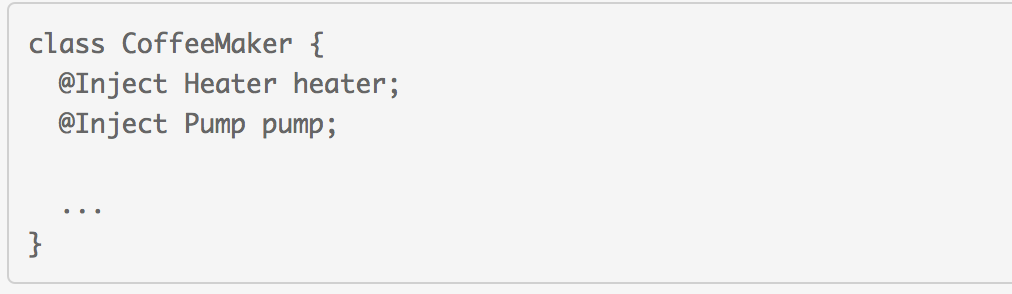 class CoffeeMaker {
  @Inject Heater heater;
  @Inject Pump pump;

  ...
}